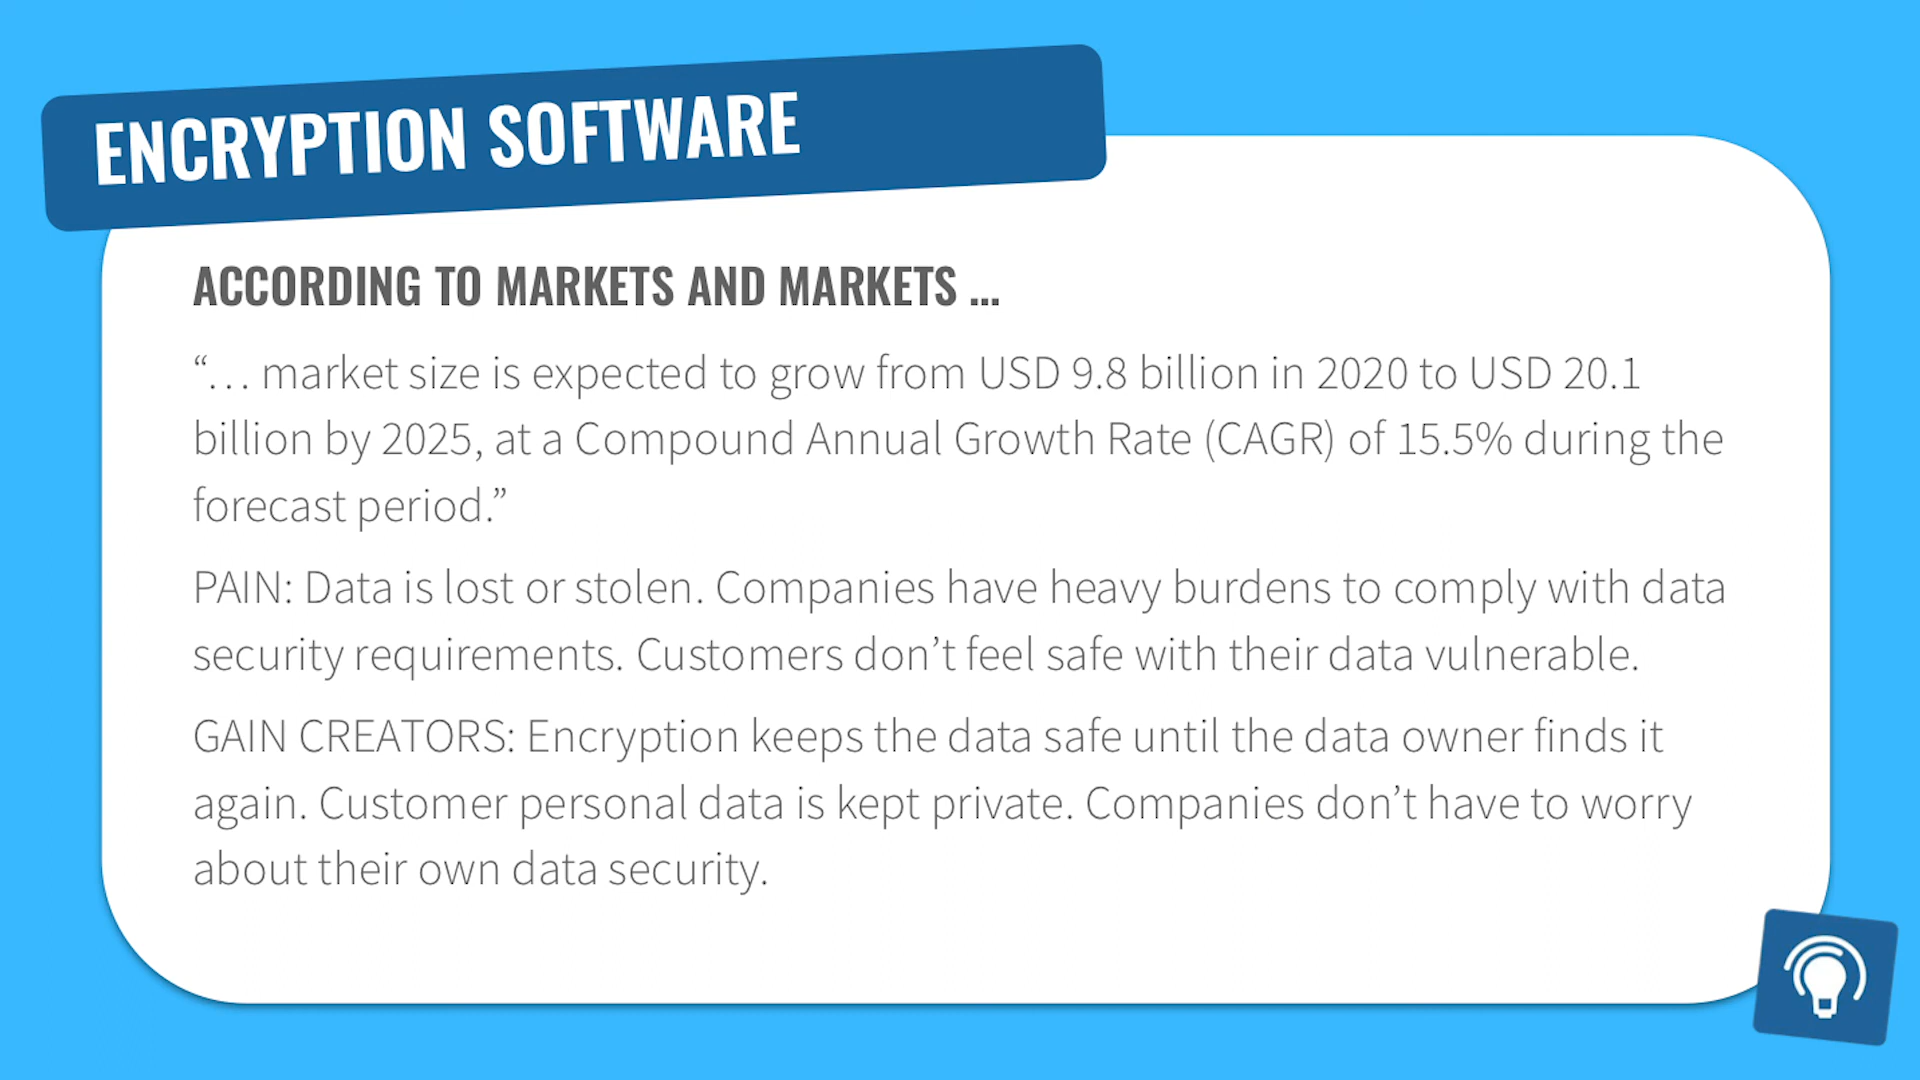 ENCRYPTION SOFTWARE
ACCORDING TO MARKETS AND MARKETS ...
“… market size is expected to grow from USD 9.8 billion in 2020 to USD 20.1
billion by 2025, at a Compound Annual Growth Rate (CAGR) of 15.5% during the
forecast period.”
PAIN: Data is lost or stolen. Companies have heavy burdens to comply with data
security requirements. Customers don’t feel safe with their data vulnerable.
GAIN CREATORS: Encryption keeps the data safe until the data owner finds it
again. Customer personal data is kept private. Companies don’t have to worry
about their own data security.